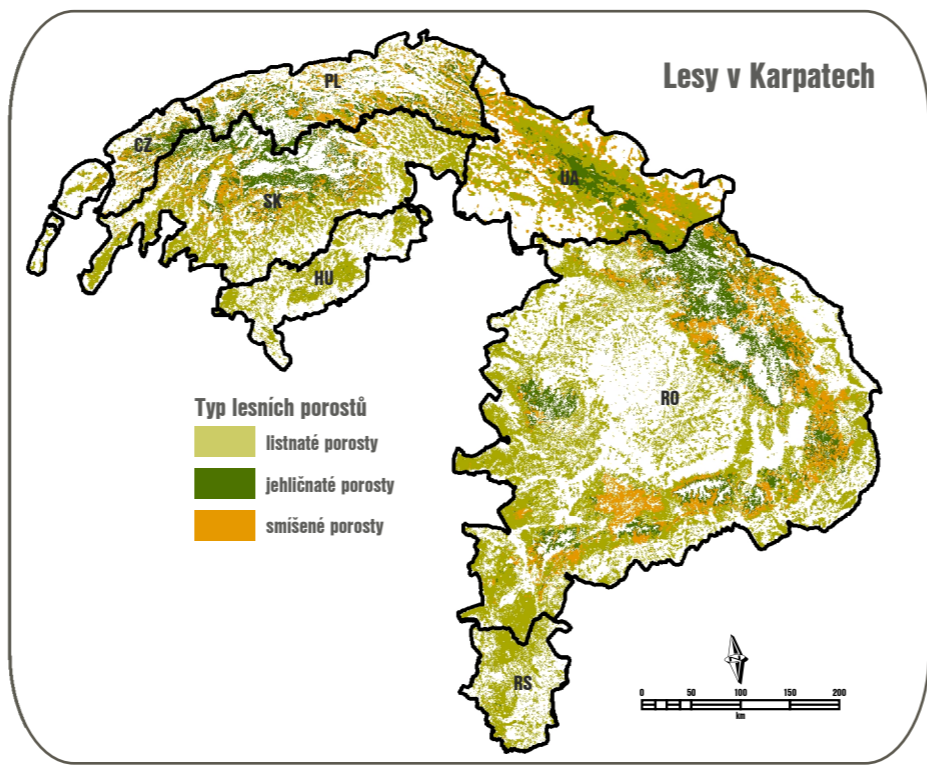 Lesy v Karpatech
PL
CZ
UA
SK
HU
RO
Typ lesních porostů
listnaté porosty
jehličnaté porosty
smíšené porosty
RS
0 50 100 150 200
km